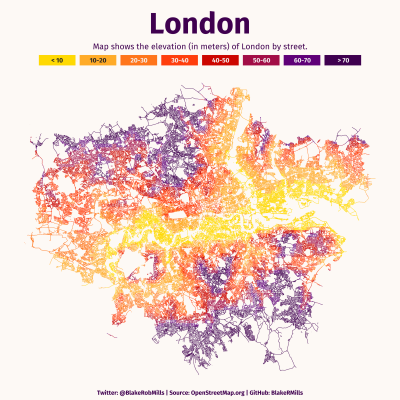 London
Map shows the elevation (in meters) of London by street.
< 10 10-20 20-30 30-40 40-50 50-60 60-70 > 70
Twitter: @BlakeRobMills | Source: OpenStreetMap.org | GitHub: BlakeRMills